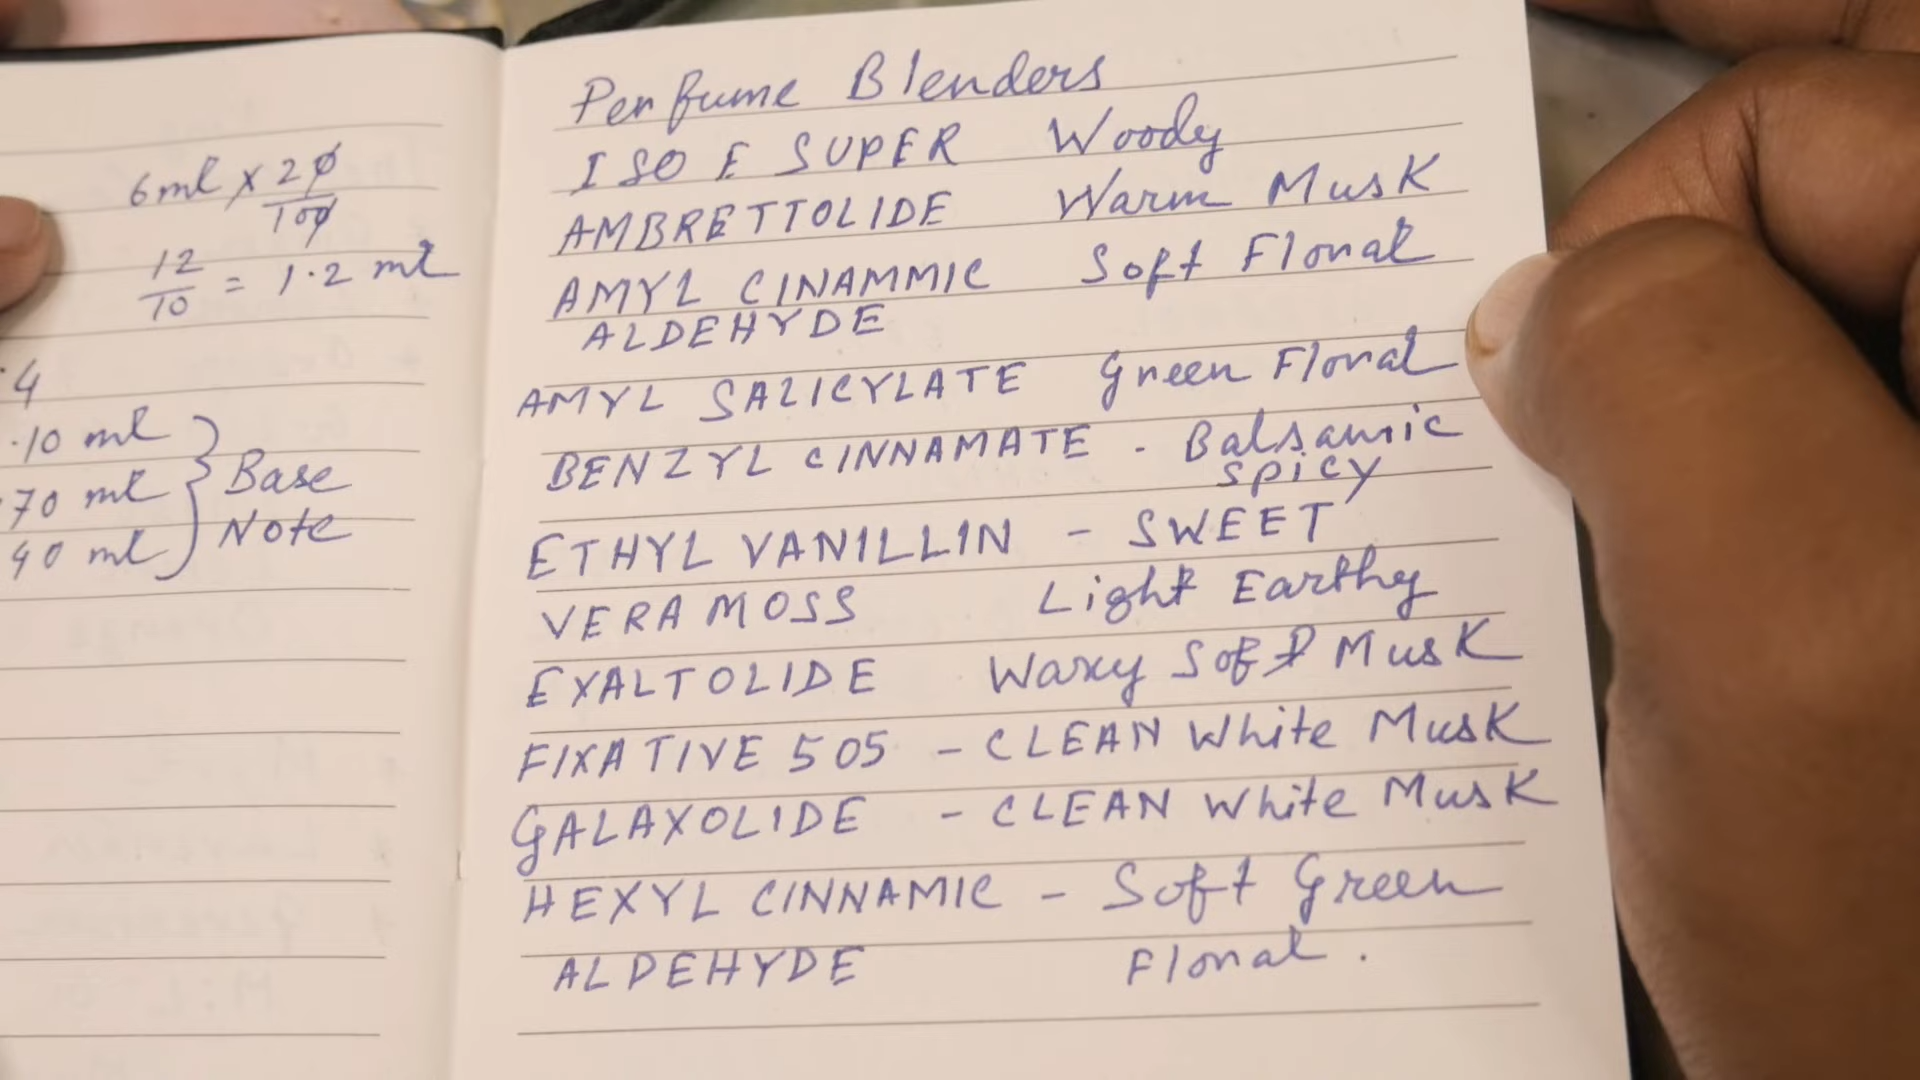 6ml x 20
100
12
10 = 1.2 ml
.4
.10 ml
.70 ml
40 ml
Base
Note
Perfume Blenders
ISO E SUPER Woody
AMBRETTOLIDE Warm Musk
AMYL CINAMMIC Soft Floral
ALDEHYDE
AMYL SALICYLATE Green Floral
BENZYL CINNAMATE - Balsamic
SPICY
ETHYL VANILLIN - SWEET
VERAMOSS Light Earthy
EXALTOLIDE Waxy Soft Musk
FIXATIVE 505 - CLEAN White Musk
GALAXOLIDE - CLEAN White Musk
HEXYL CINNAMIC - Soft Green
ALDEHYDE Floral.